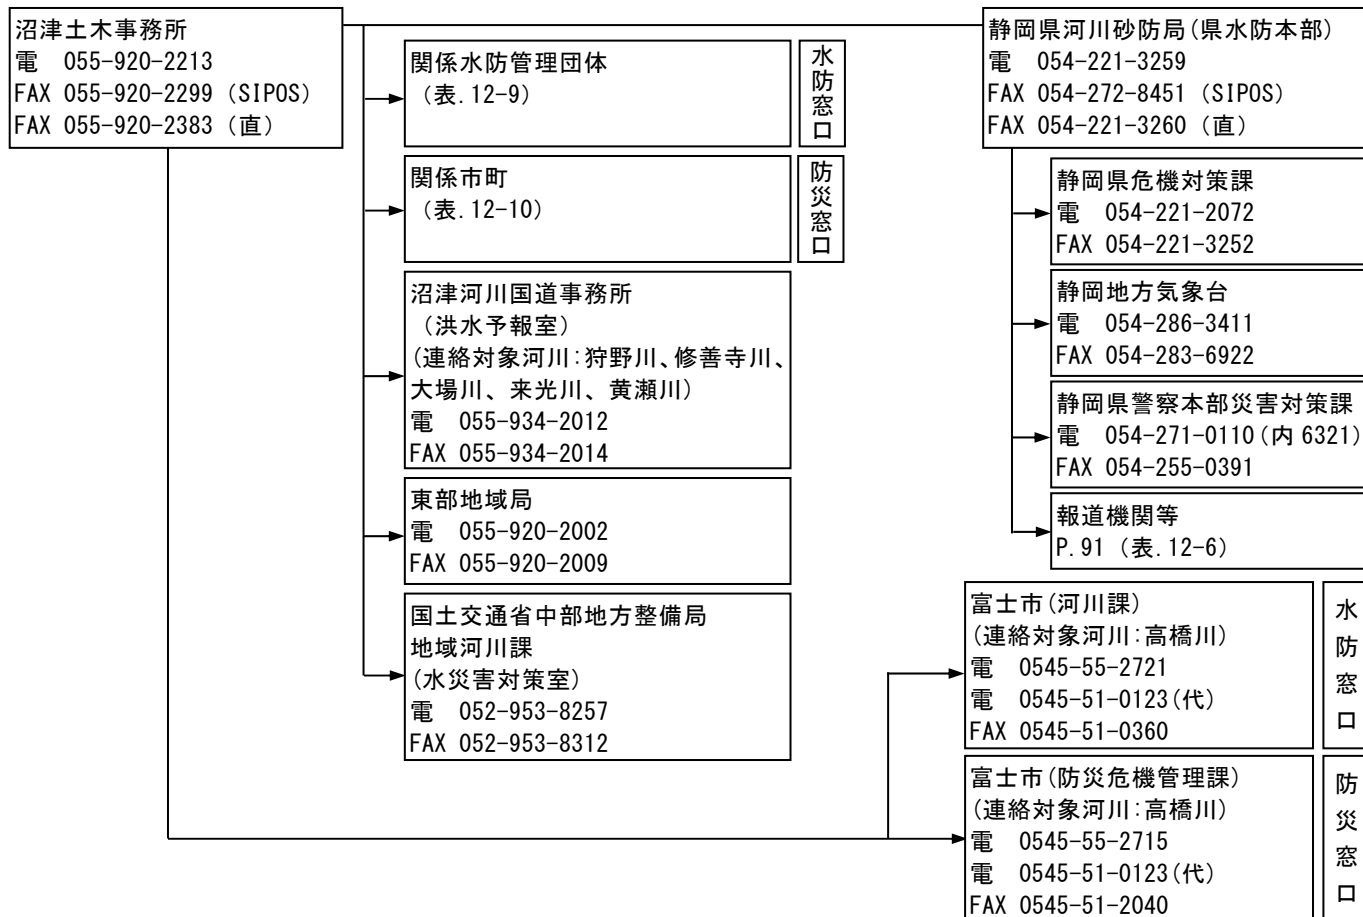 沼津土木事務所
電　055-920-2213
FAX 055-920-2299（SIPOS）
FAX 055-920-2383（直）
関係水防管理団体
（表.12-9）
水防窓口
関係市町
（表.12-10）
防災窓口
沼津河川国道事務所
（洪水予報室）
(連絡対象河川:狩野川、修善寺川、
大場川、来光川、黄瀬川)
電　055-934-2012
FAX 055-934-2014
東部地域局
電　055-920-2002
FAX 055-920-2009
国土交通省中部地方整備局
地域河川課
(水災害対策室)
電　052-953-8257
FAX 052-953-8312
静岡県河川砂防局(県水防本部)
電　054-221-3259
FAX 054-272-8451（SIPOS）
FAX 054-221-3260（直）
静岡県危機対策課
電　054-221-2072
FAX 054-221-3252
静岡地方気象台
電　054-286-3411
FAX 054-283-6922
静岡県警察本部災害対策課
電　054-271-0110(内 6321)
FAX 054-255-0391
報道機関等
P.91（表.12-6）
富士市(河川課)
(連絡対象河川:高橋川)
電　0545-55-2721
電　0545-51-0123(代)
FAX 0545-51-0360
水防窓口
富士市(防災危機管理課)
(連絡対象河川:高橋川)
電　0545-55-2715
電　0545-51-0123(代)
FAX 0545-51-2040
防災窓口